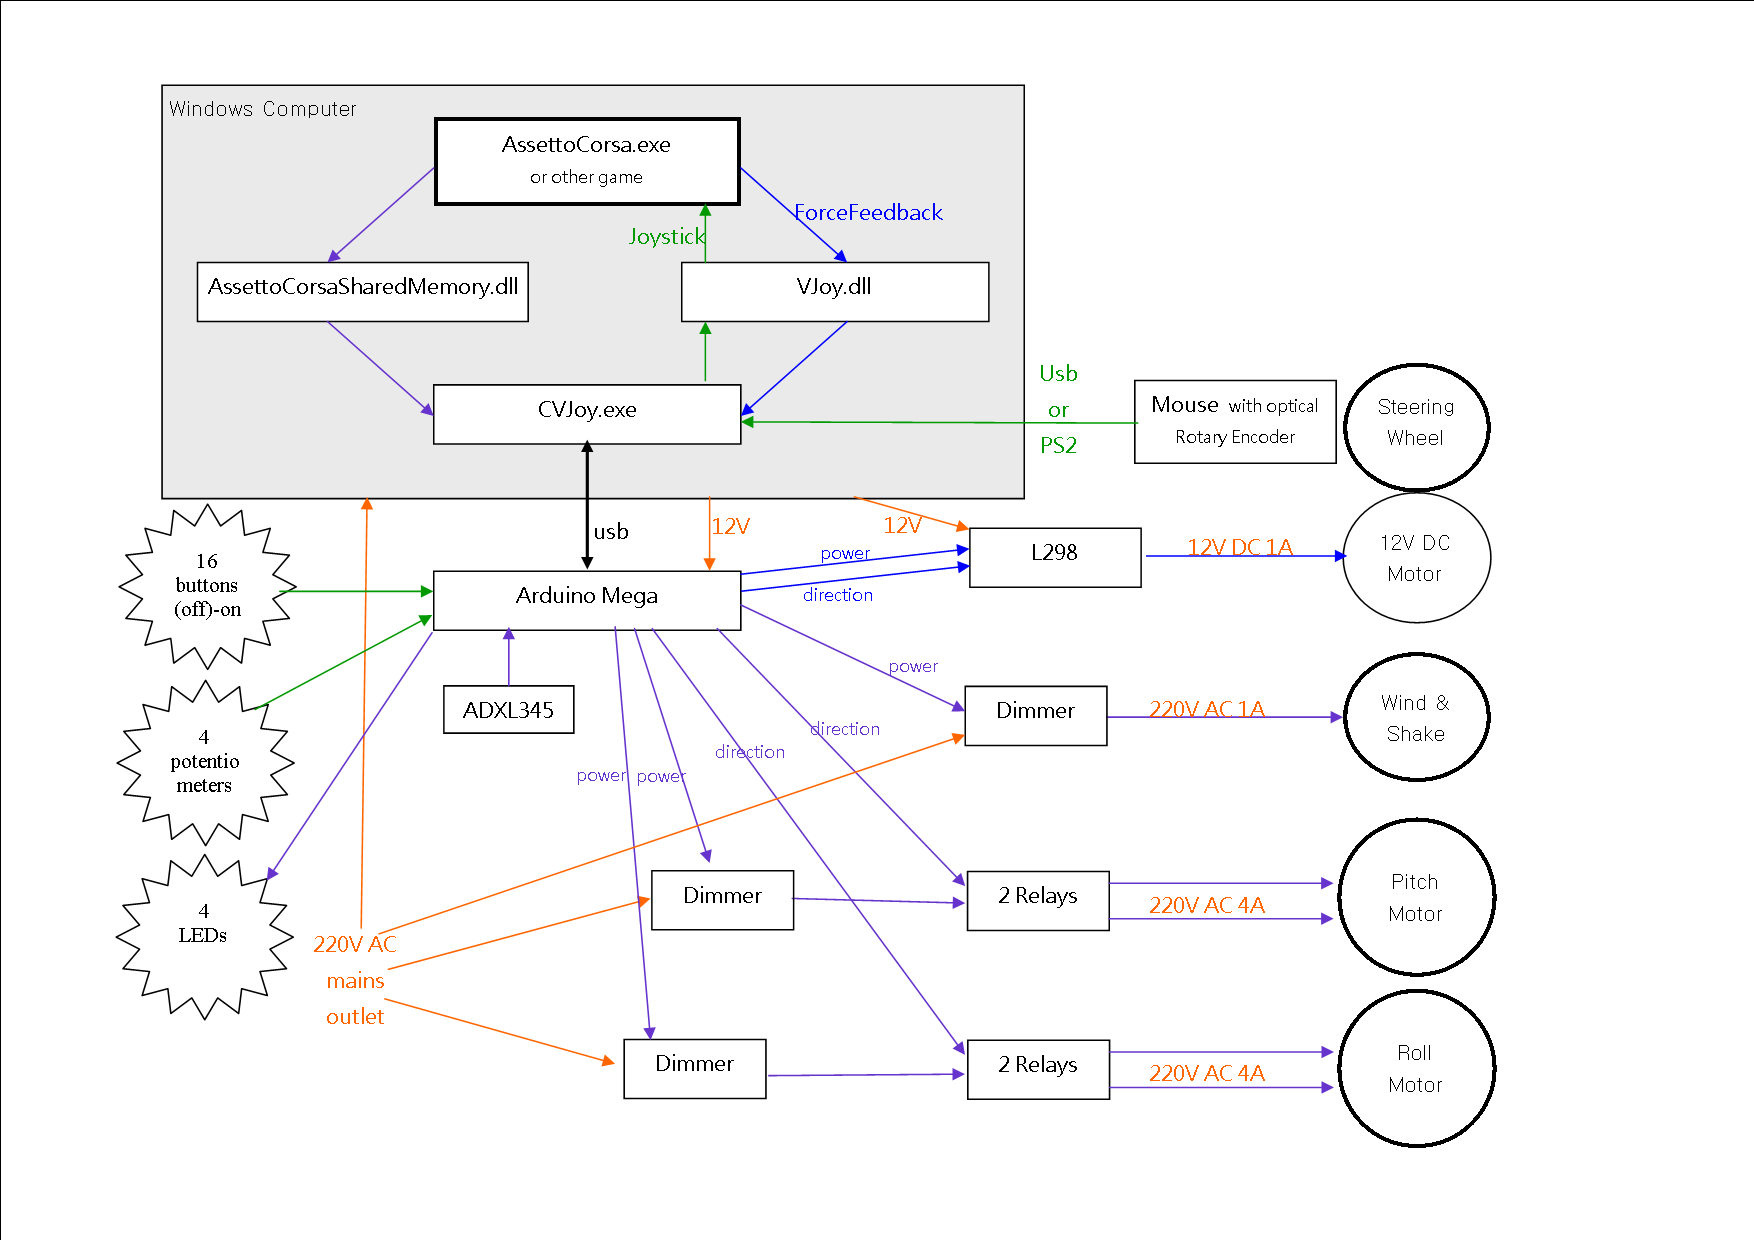 Windows Computer
AssettoCorsa.exe
or other game
ForceFeedback
Joystick
AssettoCorsaSharedMemory.dll
VJoy.dll
CVJoy.exe
Usb
or
PS2
Mouse with optical
Rotary Encoder
Steering
Wheel
usb
12V
12V
L298
12V DC 1A
12V DC
Motor
16
buttons
(off)-on
power
direction
Arduino Mega
ADXL345
power
Dimmer
220V AC 1A
Wind &
Shake
direction
direction
power
power
4
potentio
meters
Dimmer
2 Relays
220V AC 4A
Pitch
Motor
4
LEDs
220V AC
mains
outlet
Dimmer
2 Relays
220V AC 4A
Roll
Motor